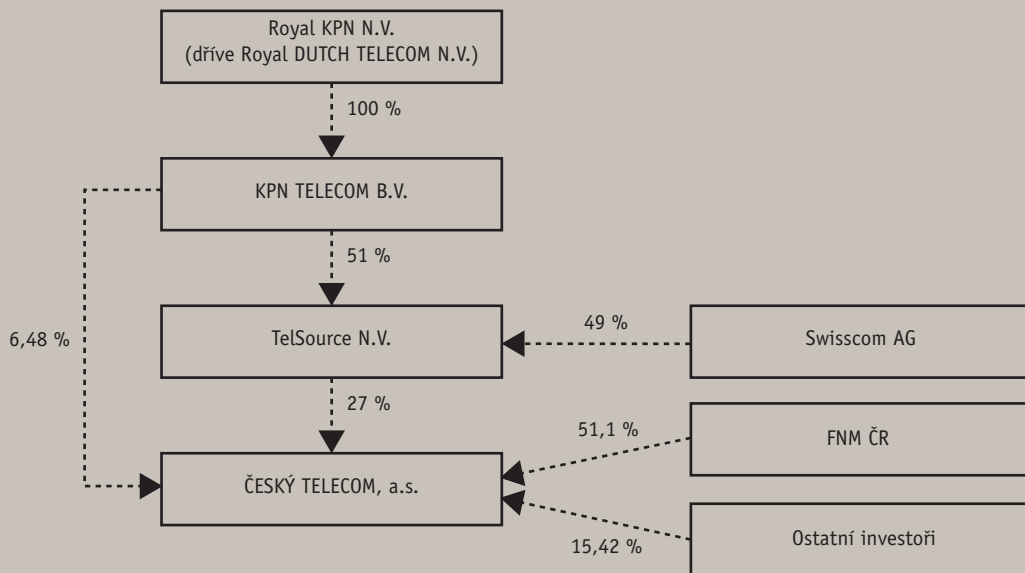 Royal KPN N.V.
(dříve Royal DUTCH TELECOM N.V.)
100 %
KPN TELECOM B.V.
51 %
6,48 %
TelSource N.V.
49 %
Swisscom AG
27 %
51,1 %
FNM ČR
ČESKÝ TELECOM, a.s.
15,42 %
Ostatní investoři